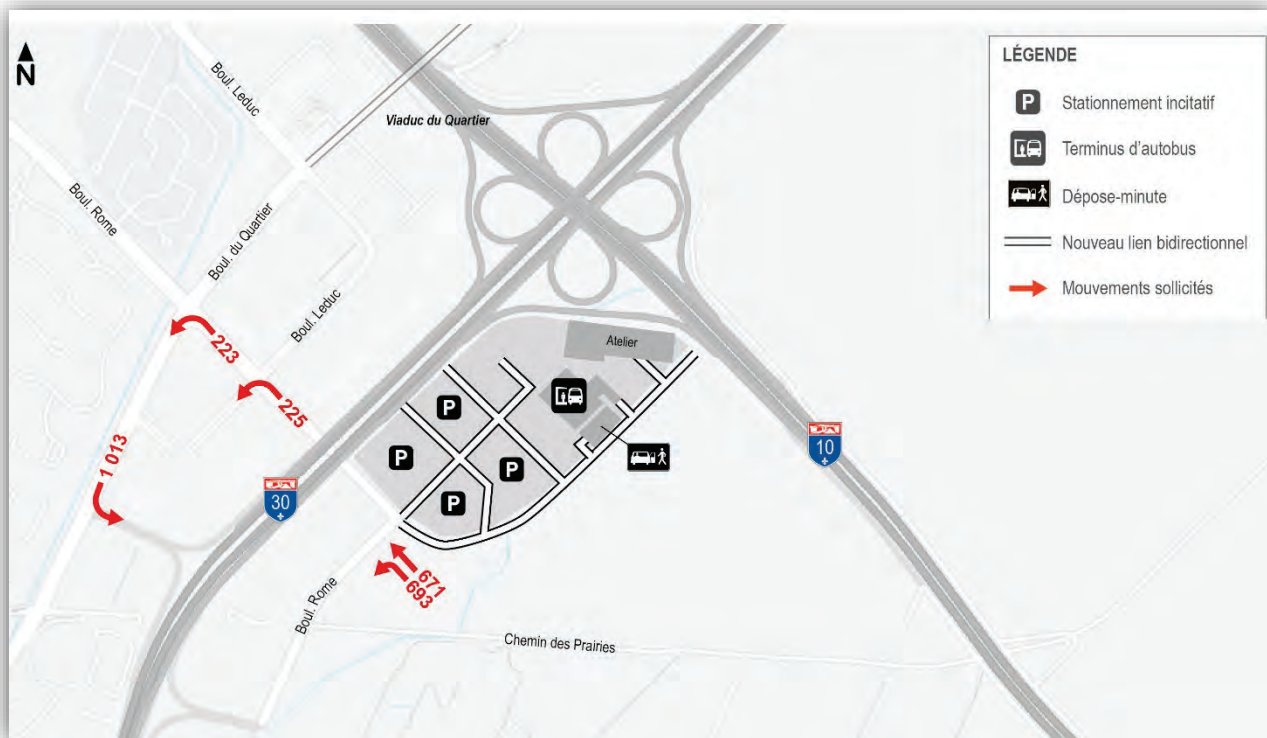 N
Boul. Leduc
Viaduc du Quartier
Boul. Rome
Boul. du Quartier
Boul. Leduc
223
225
1 013
Atelier
P
P
P
P
30
10
671
693
Boul. Rome
Chemin des Prairies
LÉGENDE
P Stationnement incitatif
Terminus d'autobus
Dépose-minute
Nouveau lien bidirectionnel
Mouvements sollicités